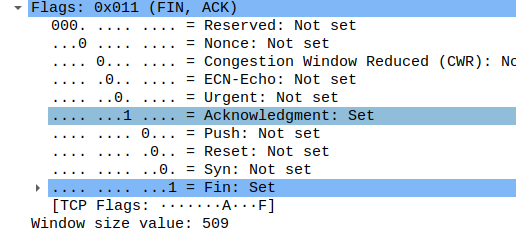 Flags: 0x011 (FIN, ACK)
000. .... .... = Reserved: Not set
...0 .... .... = Nonce: Not set
.... 0... .... = Congestion Window Reduced (CWR): No
.... .0.. .... = ECN-Echo: Not set
.... ..0. .... = Urgent: Not set
.... ...1 .... = Acknowledgment: Set
.... .... 0... = Push: Not set
.... .... .0.. = Reset: Not set
.... .... ..0. = Syn: Not set
.... .... ...1 = Fin: Set
[TCP Flags: ·······A···F]
Window size value: 509